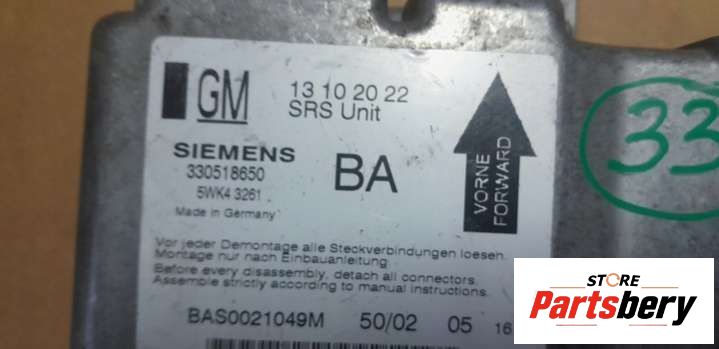 GM
13 10 20 22
SRS Unit
SIEMENS
330518650
5WK4 3261
Made in Germany
BA
VORNE
FORWARD
33
Vor jeder Demontage alle Steckverbindungen loesen.
Montage nur nach Einbauanleitung.
Before every disassembly, detach all connectors.
Assemble strictly according to manual instructions.
BAS0021049M 50/02 05 16
STORE
Partsbery